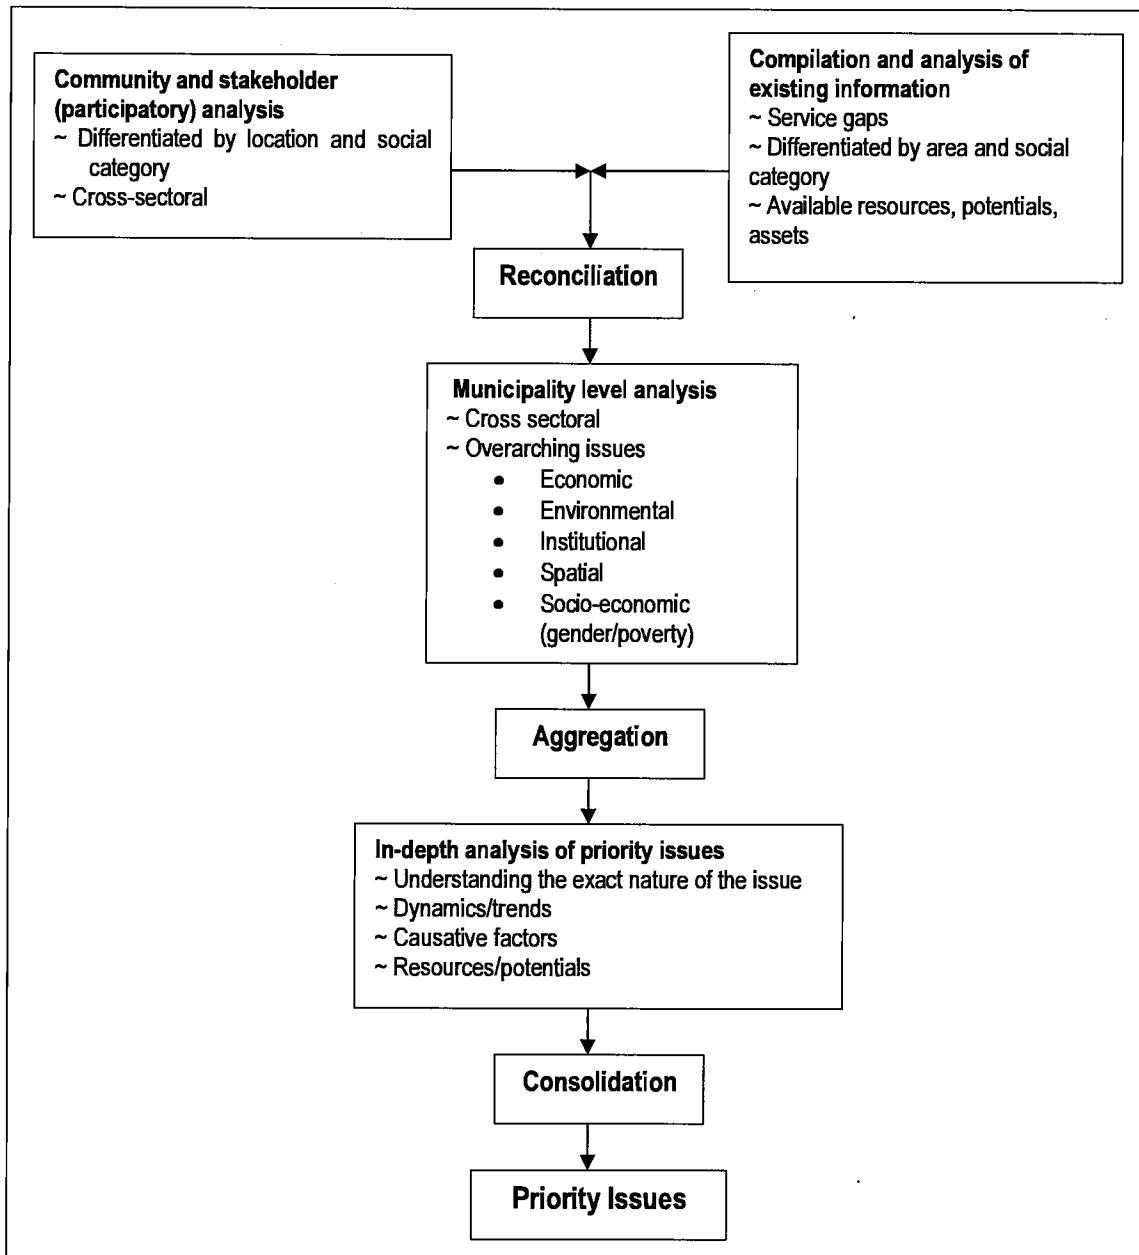 Community and stakeholder
(participatory) analysis
~ Differentiated by location and social
category
~ Cross-sectoral
Compilation and analysis of
existing information
~ Service gaps
~ Differentiated by area and social
category
~ Available resources, potentials,
assets
Reconciliation
Municipality level analysis
~ Cross sectoral
~ Overarching issues
• Economic
• Environmental
• Institutional
• Spatial
• Socio-economic
(gender/poverty)
Aggregation
In-depth analysis of priority issues
~ Understanding the exact nature of the issue
~ Dynamics/trends
~ Causative factors
~ Resources/potentials
Consolidation
Priority Issues